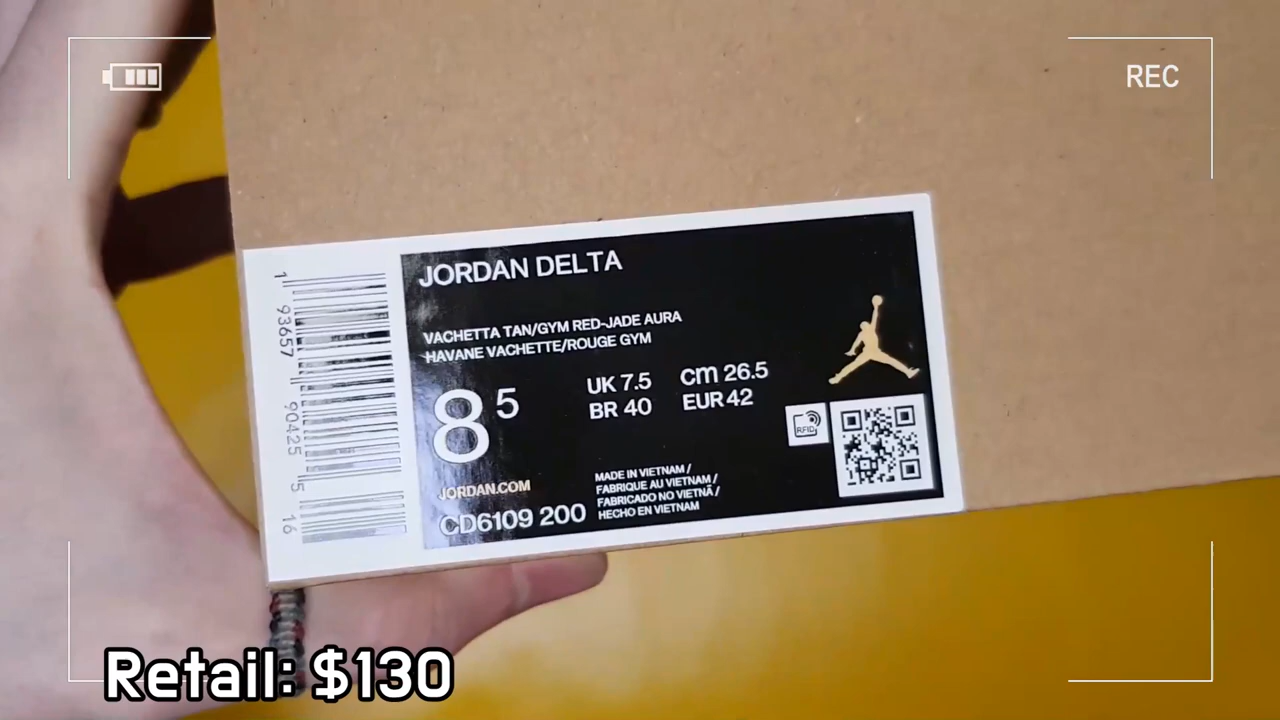 REC
JORDAN DELTA
VACHETTA TAN/GYM RED-JADE AURA
HAVANE VACHETTE/ROUGE GYM
8 5
UK 7.5 cm 26.5
BR 40 EUR 42
RFID
JORDAN.COM
CD6109 200
MADE IN VIETNAM /
FABRIQUE AU VIETNAM /
FABRICADO NO VIETNÃ /
HECHO EN VIETNAM
1 93657 90425 5 16
Retail: $130